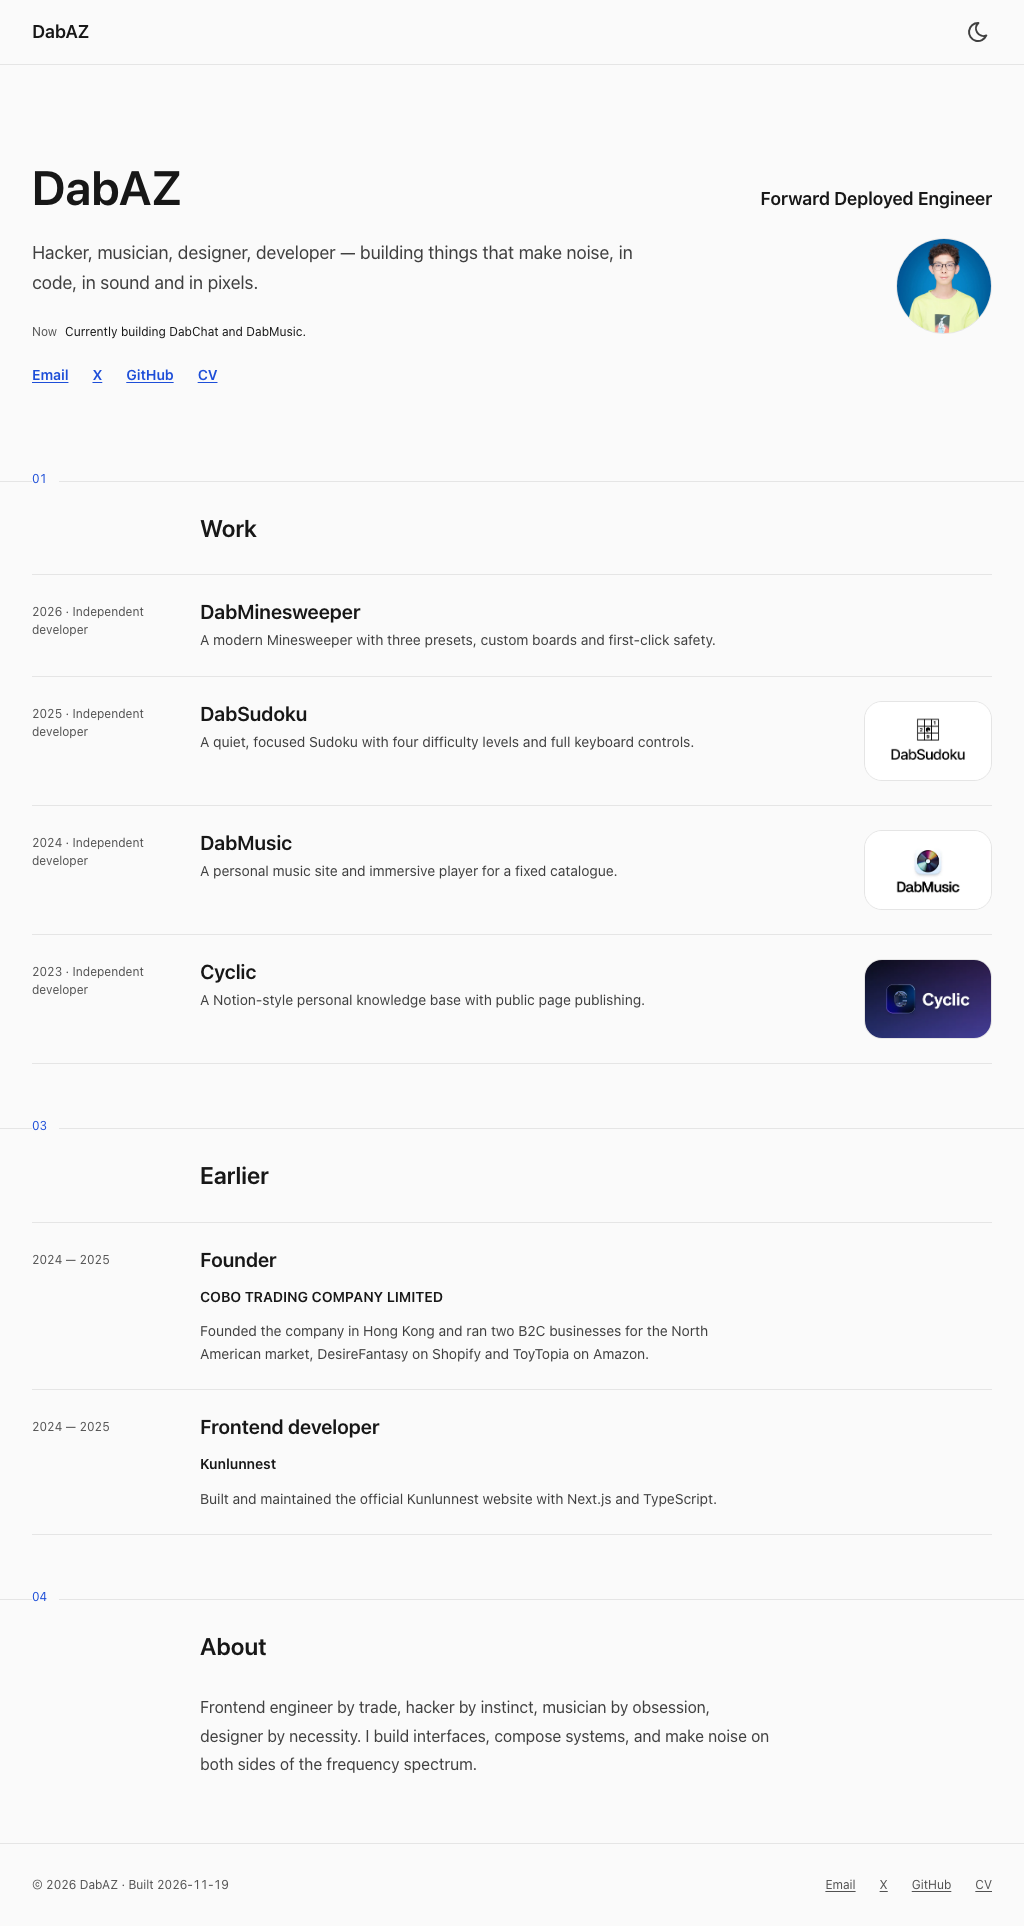 DabAZ
DabAZ
Forward Deployed Engineer
Hacker, musician, designer, developer — building things that make noise, in
code, in sound and in pixels.
Now Currently building DabChat and DabMusic.
Email X GitHub CV
01
Work
2026 · Independent
developer
DabMinesweeper
A modern Minesweeper with three presets, custom boards and first-click safety.
2025 · Independent
developer
DabSudoku
A quiet, focused Sudoku with four difficulty levels and full keyboard controls.
DabSudoku
2024 · Independent
developer
DabMusic
A personal music site and immersive player for a fixed catalogue.
DabMusic
2023 · Independent
developer
Cyclic
A Notion-style personal knowledge base with public page publishing.
Cyclic
03
Earlier
2024 — 2025
Founder
COBO TRADING COMPANY LIMITED
Founded the company in Hong Kong and ran two B2C businesses for the North
American market, DesireFantasy on Shopify and ToyTopia on Amazon.
2024 — 2025
Frontend developer
Kunlunnest
Built and maintained the official Kunlunnest website with Next.js and TypeScript.
04
About
Frontend engineer by trade, hacker by instinct, musician by obsession,
designer by necessity. I build interfaces, compose systems, and make noise on
both sides of the frequency spectrum.
© 2026 DabAZ · Built 2026-11-19
Email X GitHub CV